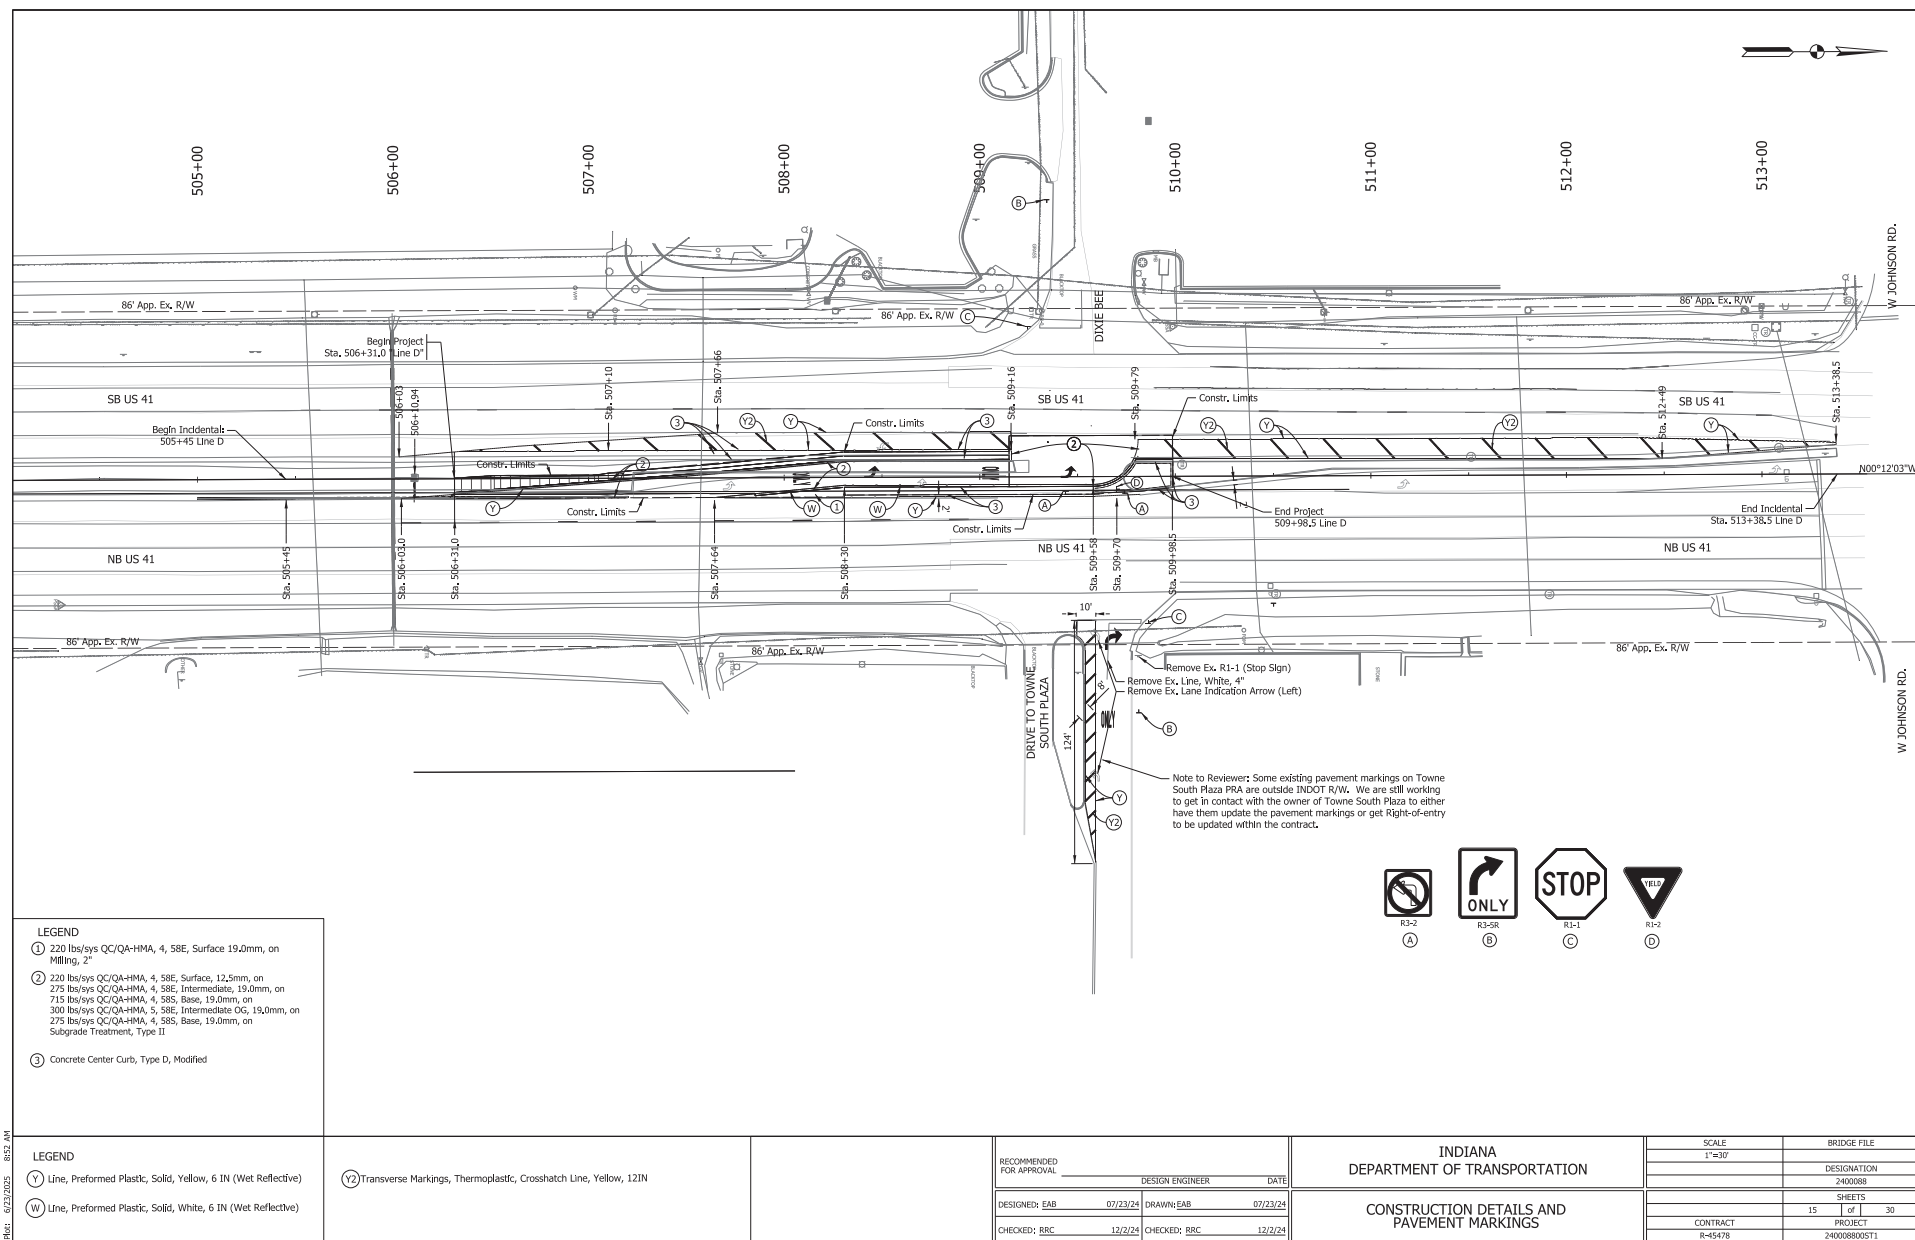 505+00
506+00
507+00
508+00
509+00
510+00
511+00
512+00
513+00
W JOHNSON RD.
B
DIXIE BEE
86' App. Ex. R/W
86' App. Ex. R/W
C
86' App. Ex. R/W
Begin Project
Sta. 506+31.0 "Line D"
506+03
506+10.94
Sta. 507+10
Sta. 507+66
Sta. 509+16
Sta. 509+79
Sta. 512+49
Sta. 513+38.5
SB US 41
SB US 41
SB US 41
Begin Incidental:
505+45 Line D
3
Y2
Y
Constr. Limits
3
Constr. Limits
Y2
Y
Y2
Y
2
Constr. Limits
2
2
N00°12'03"W
Y
Constr. Limits
W
1
W
Y
2'
3
Constr. Limits
A
D
A
3
End Project
509+98.5 Line D
End Incidental
Sta. 513+38.5 Line D
NB US 41
NB US 41
NB US 41
Sta. 505+45
Sta. 506+03.0
Sta. 506+31.0
Sta. 507+64
Sta. 508+30
Sta. 509+58
Sta. 509+70
Sta. 509+98.5
10'
C
86' App. Ex. R/W
86' App. Ex. R/W
86' App. Ex. R/W
BLACKTOP
STONE
Remove Ex. R1-1 (Stop Sign)
Remove Ex. Line, White, 4"
Remove Ex. Lane Indication Arrow (Left)
DRIVE TO TOWNE
SOUTH PLAZA
8'
124'
ONLY
B
W JOHNSON RD.
Note to Reviewer: Some existing pavement markings on Towne
South Plaza PRA are outside INDOT R/W. We are still working
to get in contact with the owner of Towne South Plaza to either
have them update the pavement markings or get Right-of-entry
to be updated within the contract.
Y
Y2
ONLY
STOP
YIELD
R3-2
R3-5R
R1-1
R1-2
A
B
C
D
LEGEND
1 220 lbs/sys QC/QA-HMA, 4, 58E, Surface 19.0mm, on
Milling, 2"
2 220 lbs/sys QC/QA-HMA, 4, 58E, Surface, 12.5mm, on
275 lbs/sys QC/QA-HMA, 4, 58E, Intermediate, 19.0mm, on
715 lbs/sys QC/QA-HMA, 4, 58S, Base, 19.0mm, on
300 lbs/sys QC/QA-HMA, 5, 58E, Intermediate OG, 19.0mm, on
275 lbs/sys QC/QA-HMA, 4, 58S, Base, 19.0mm, on
Subgrade Treatment, Type II
3 Concrete Center Curb, Type D, Modified
LEGEND
Y Line, Preformed Plastic, Solid, Yellow, 6 IN (Wet Reflective)
W Line, Preformed Plastic, Solid, White, 6 IN (Wet Reflective)
Y2 Transverse Markings, Thermoplastic, Crosshatch Line, Yellow, 12IN
Plot: 6/23/2025 8:52 AM
RECOMMENDED
FOR APPROVAL
DESIGN ENGINEER DATE
DESIGNED: EAB 07/23/24 DRAWN: EAB 07/23/24
CHECKED: RRC 12/2/24 CHECKED: RRC 12/2/24
INDIANA
DEPARTMENT OF TRANSPORTATION
CONSTRUCTION DETAILS AND
PAVEMENT MARKINGS
SCALE
1"=30'
BRIDGE FILE
DESIGNATION
2400088
SHEETS
15 of 30
CONTRACT
R-45478
PROJECT
240008800ST1